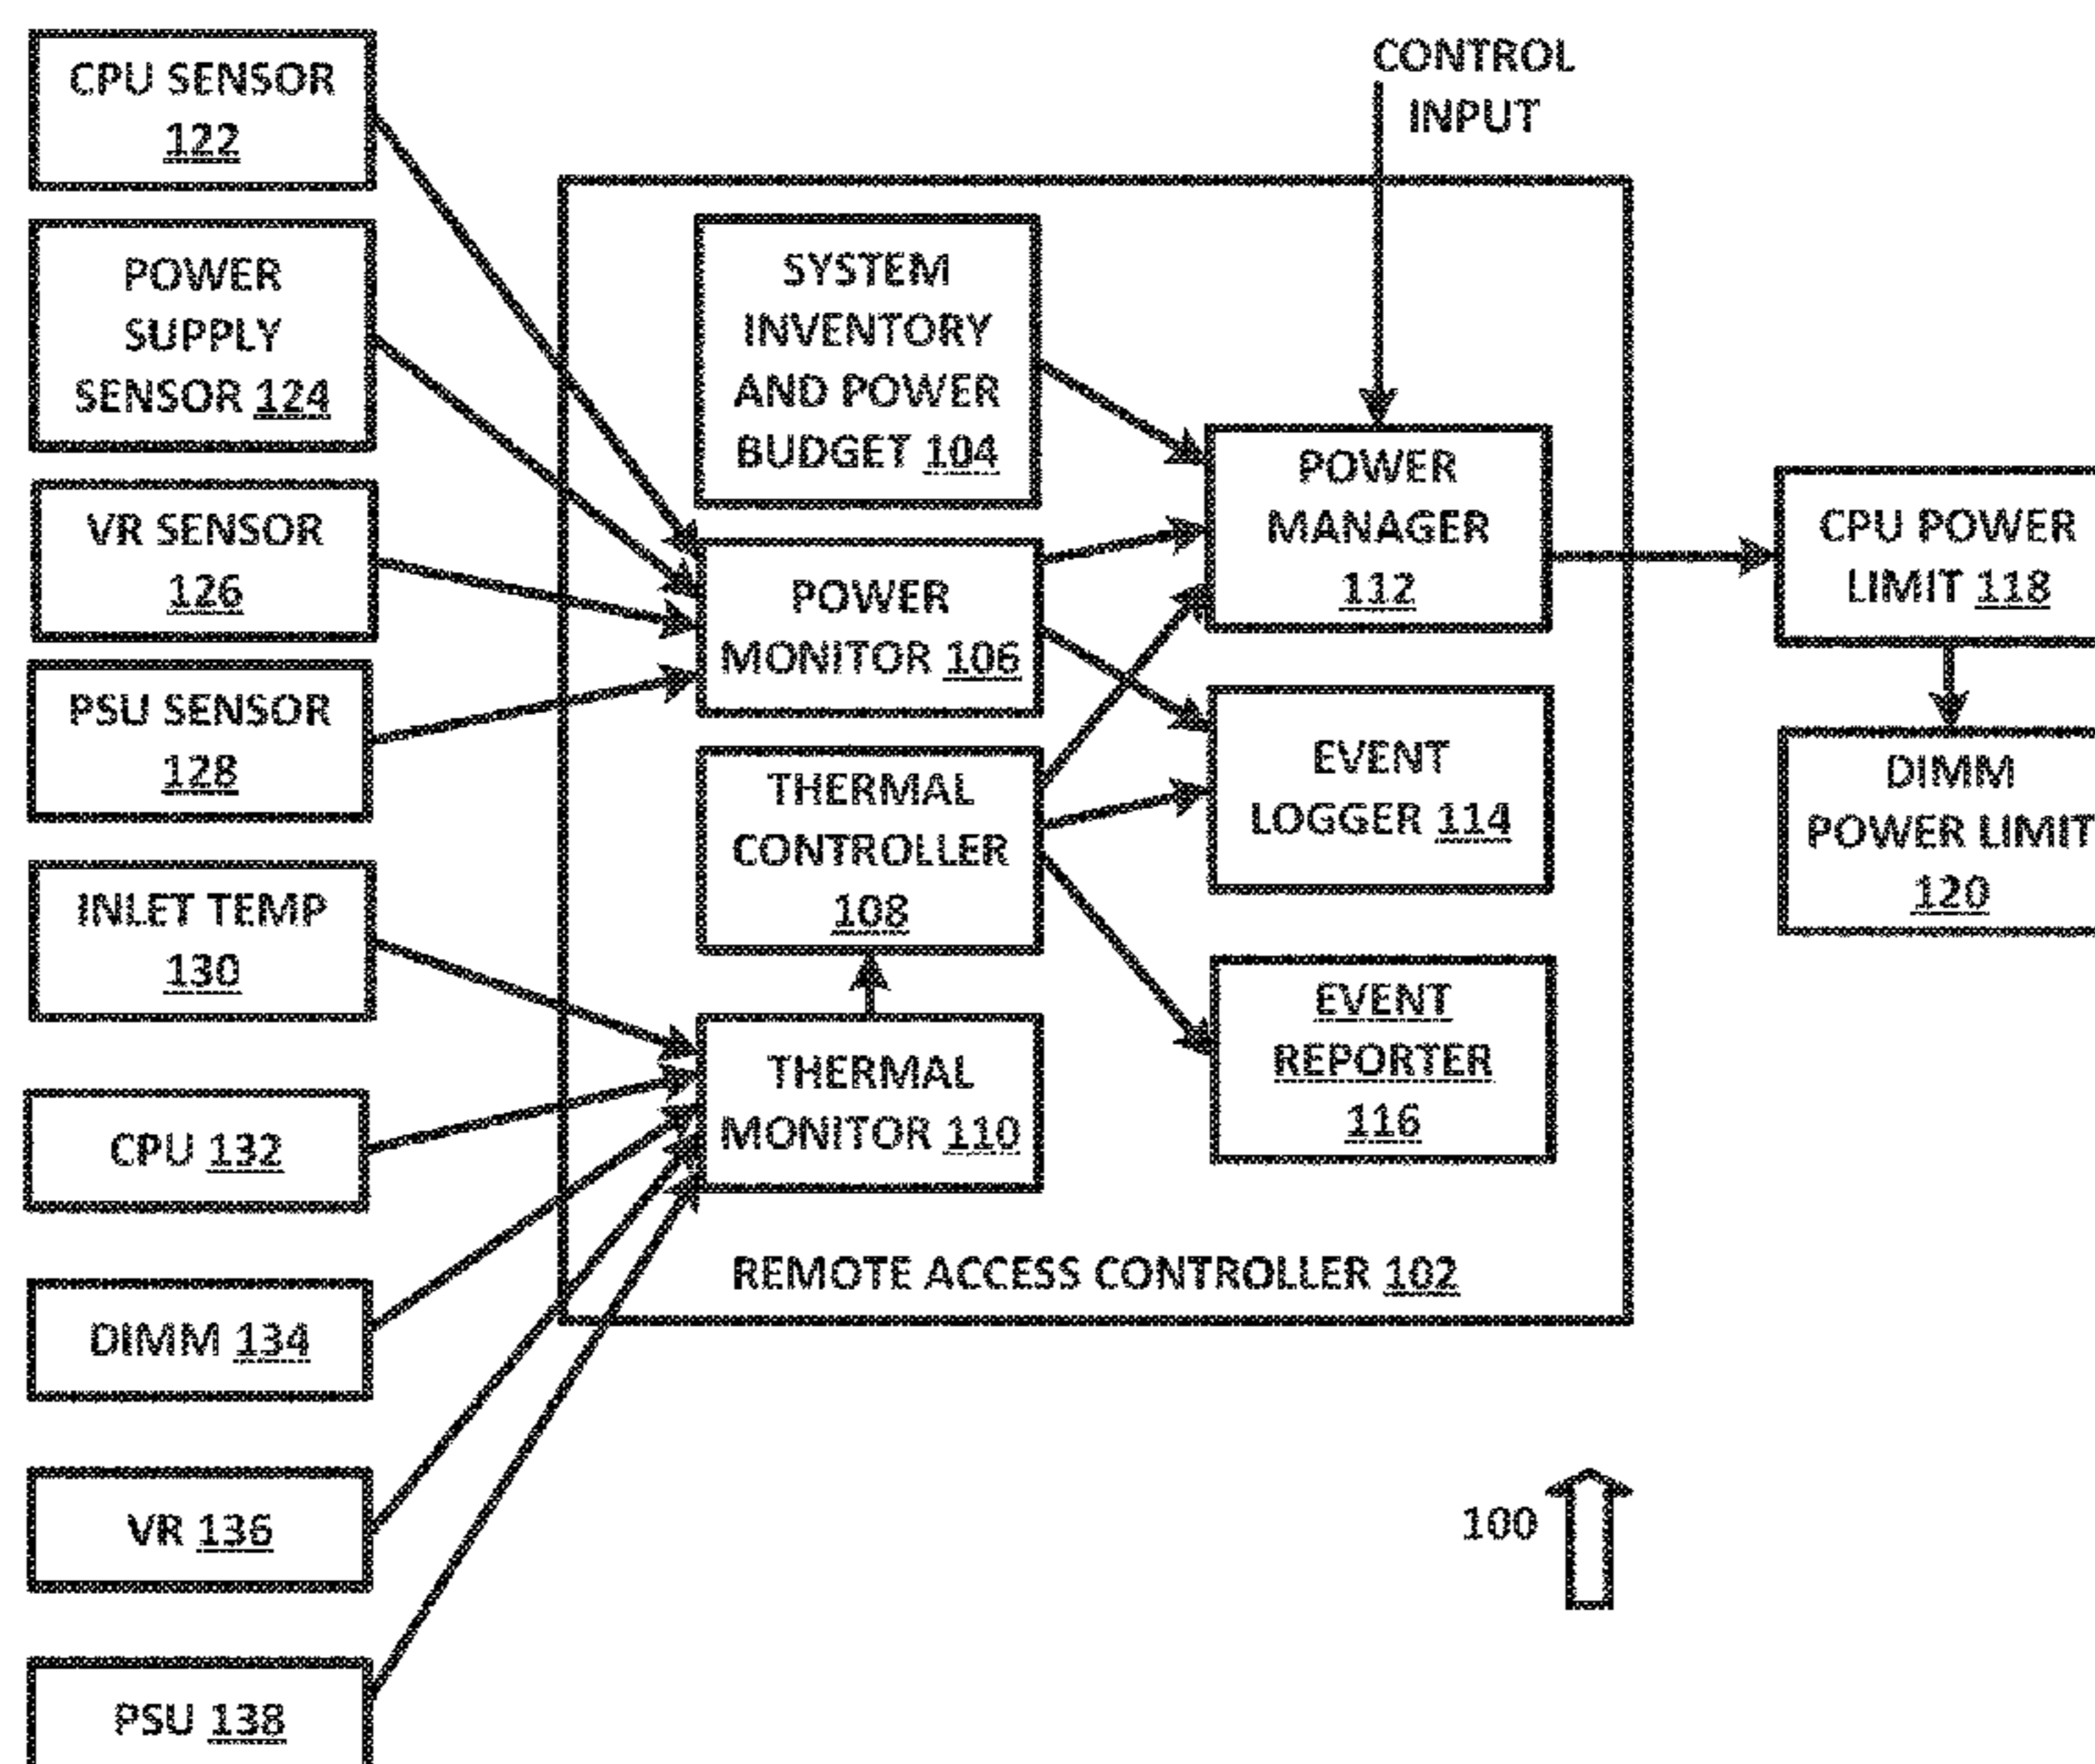 CPU SENSOR
122
POWER
SUPPLY
SENSOR 124
VR SENSOR
126
PSU SENSOR
128
INLET TEMP
130
CPU 132
DIMM 134
VR 136
PSU 138
CONTROL
INPUT
SYSTEM
INVENTORY
AND POWER
BUDGET 104
POWER
MONITOR 106
THERMAL
CONTROLLER
108
THERMAL
MONITOR 110
POWER
MANAGER
112
EVENT
LOGGER 114
EVENT
REPORTER
116
REMOTE ACCESS CONTROLLER 102
CPU POWER
LIMIT 118
DIMM
POWER LIMIT
120
100